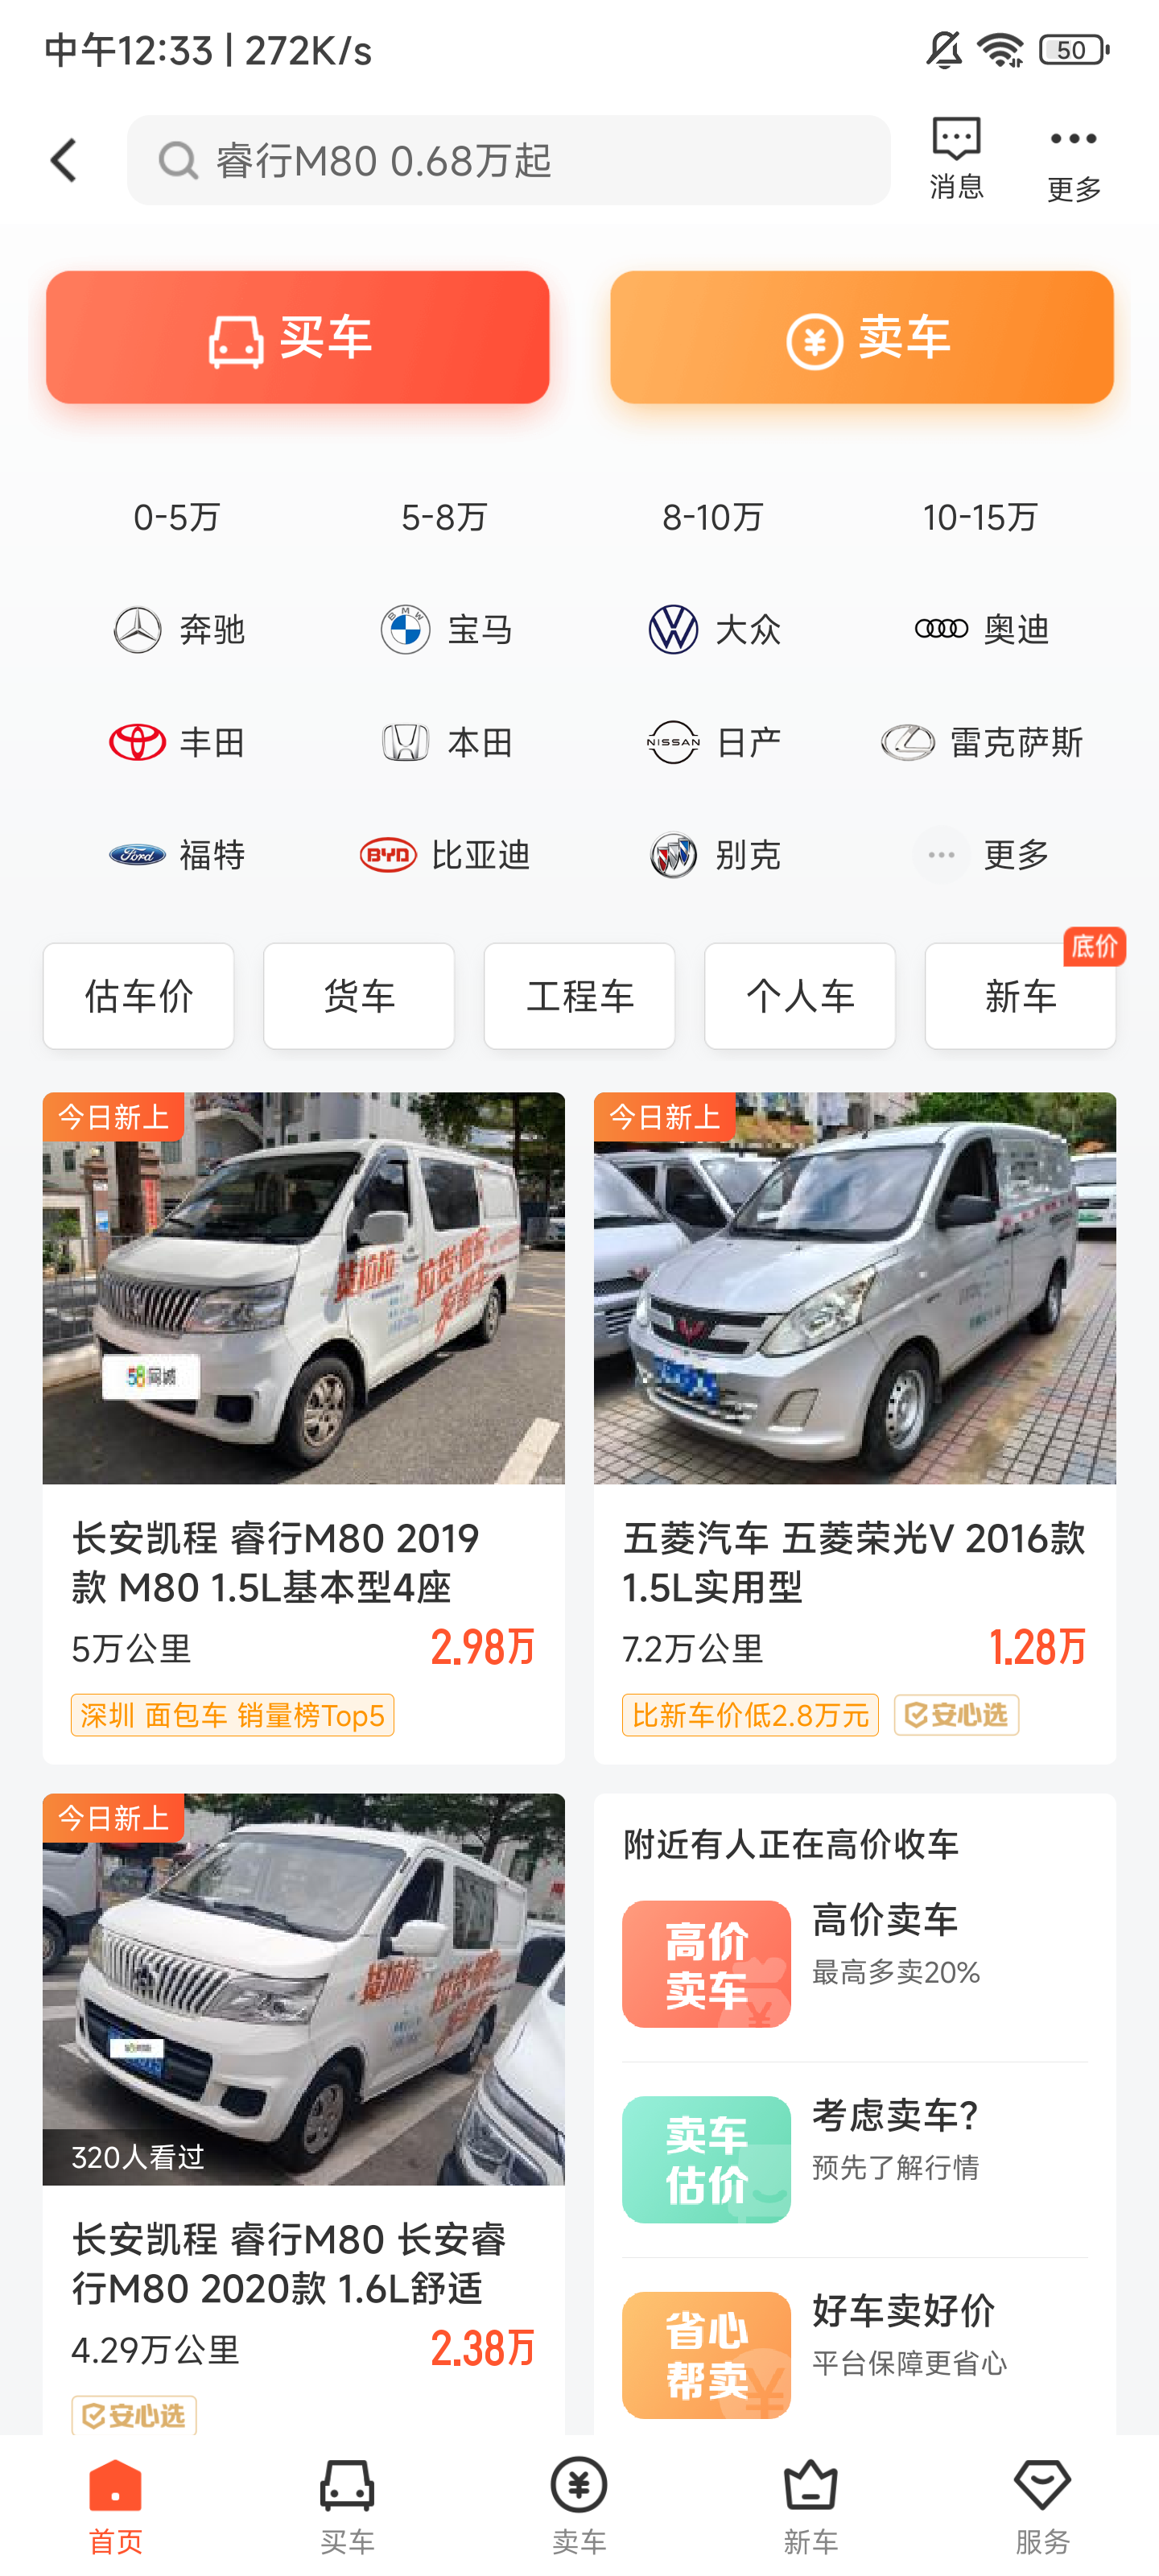 中午12:33 | 272K/s
50
睿行M80 0.68万起
消息
更多
买车
卖车
0-5万
5-8万
8-10万
10-15万
奔驰
宝马
大众
奥迪
丰田
本田
NISSAN
日产
雷克萨斯
Ford
福特
BYD
比亚迪
别克
更多
底价
估车价
货车
工程车
个人车
新车
今日新上
货拉拉
58同城
长安凯程 睿行M80 2019
款 M80 1.5L基本型4座
5万公里
2.98万
深圳 面包车 销量榜Top5
今日新上
五菱汽车 五菱荣光V 2016款
1.5L实用型
7.2万公里
1.28万
比新车价低2.8万元
安心选
今日新上
货拉拉
320人看过
长安凯程 睿行M80 长安睿
行M80 2020款 1.6L舒适
4.29万公里
2.38万
安心选
附近有人正在高价收车
高价
卖车
高价卖车
最高多卖20%
卖车
估价
考虑卖车?
预先了解行情
省心
帮卖
好车卖好价
平台保障更省心
首页
买车
卖车
新车
服务